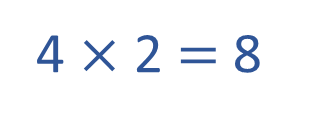 4 × 2 = 8